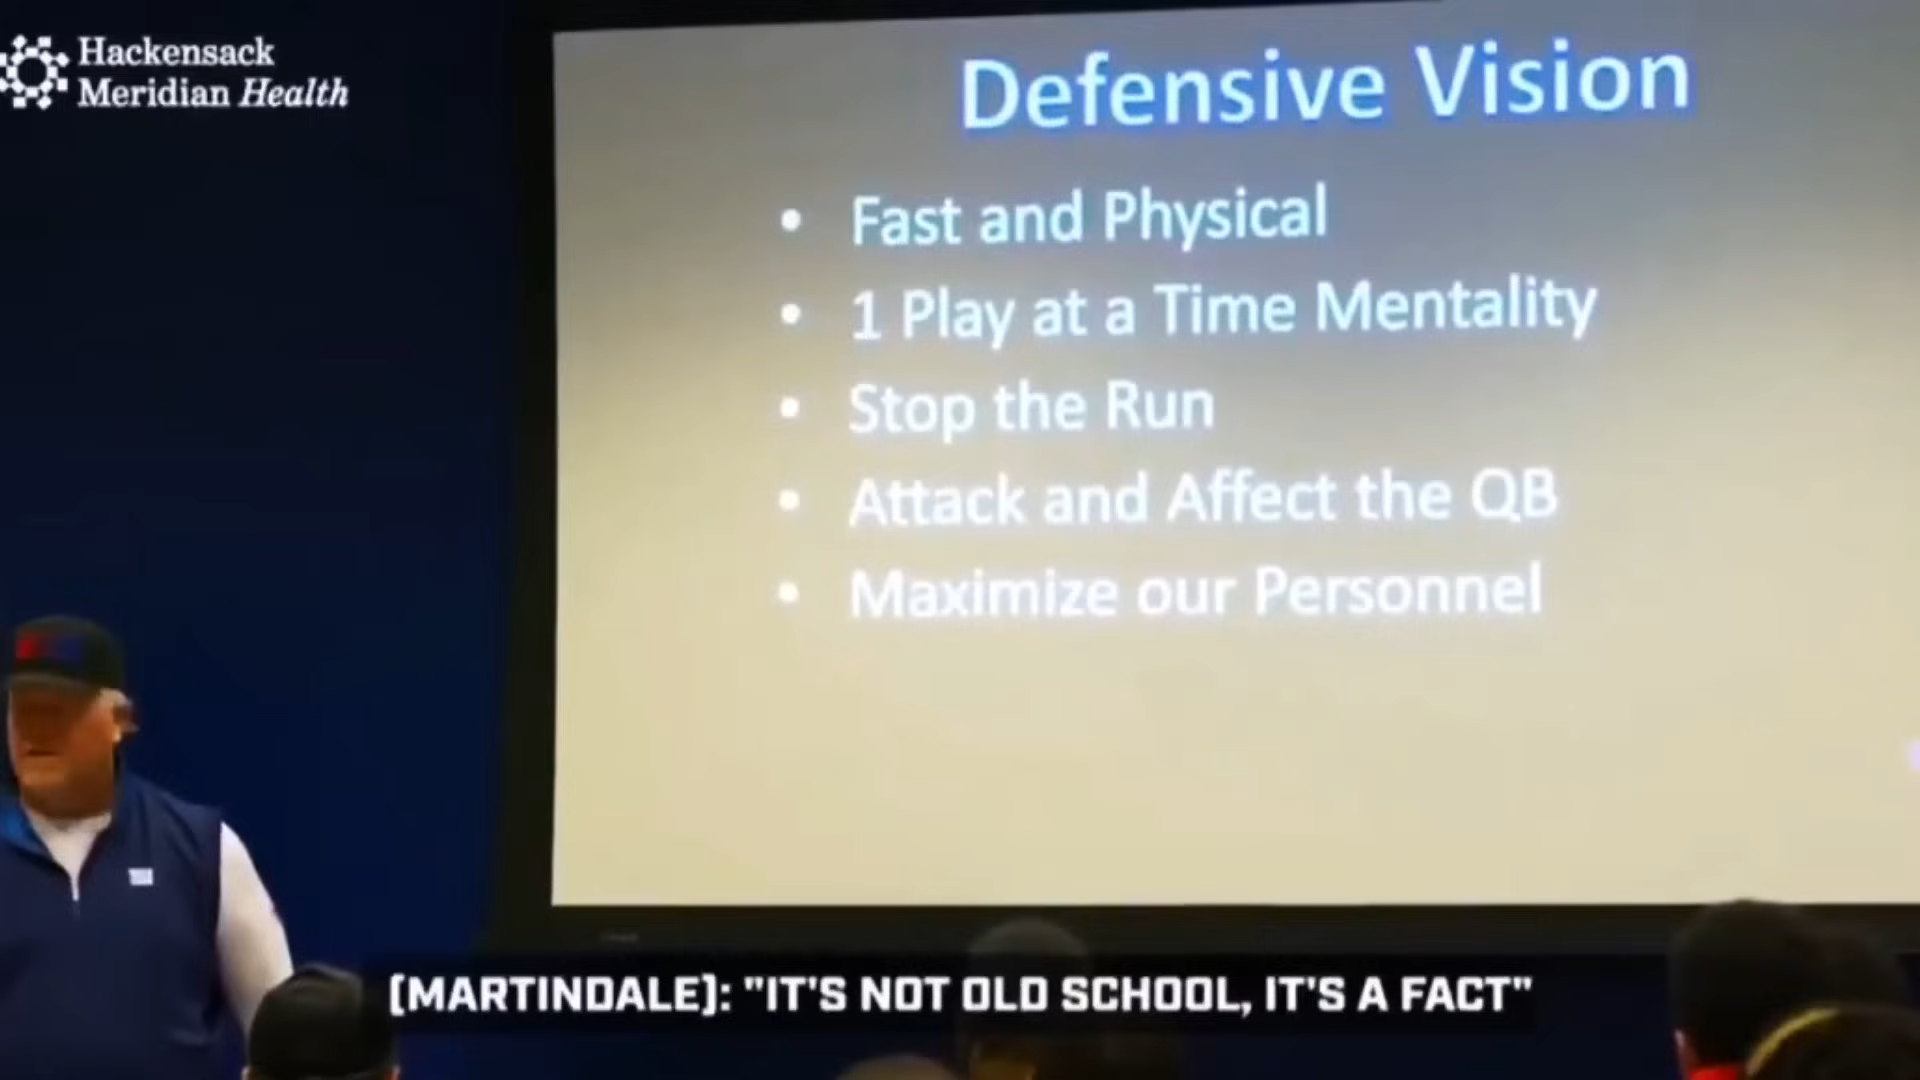 Hackensack
Meridian Health
Defensive Vision
• Fast and Physical
• 1 Play at a Time Mentality
• Stop the Run
• Attack and Affect the QB
• Maximize our Personnel
(MARTINDALE): "IT'S NOT OLD SCHOOL, IT'S A FACT"